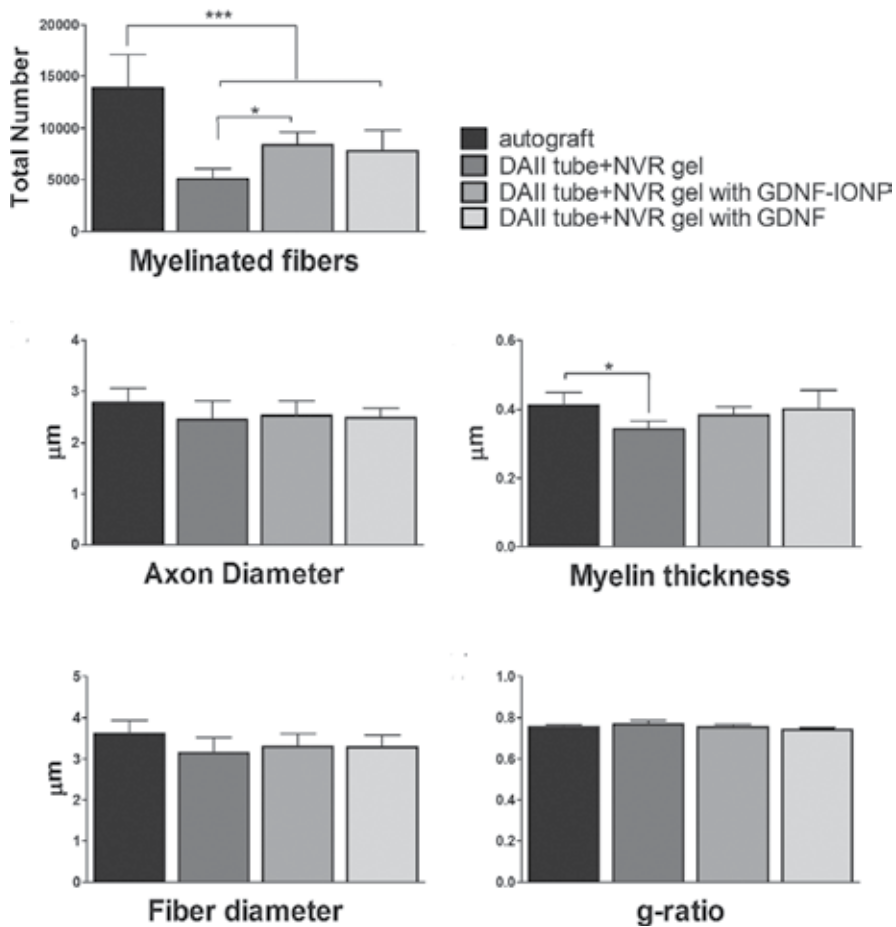 20000
15000
10000
5000
0
Total Number
***
*
Myelinated fibers
autograft
DAII tube+NVR gel
DAII tube+NVR gel with GDNF-IONP
DAII tube+NVR gel with GDNF
4
3
2
1
0
µm
Axon Diameter
0.6
0.4
0.2
0.0
µm
*
Myelin thickness
5
4
3
2
1
0
µm
Fiber diameter
1.0
0.8
0.6
0.4
0.2
0.0
g-ratio